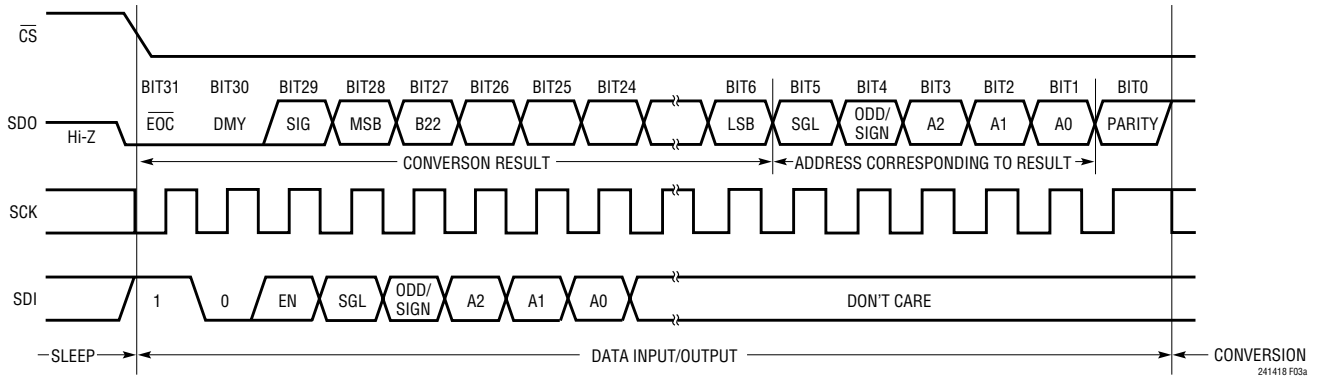 CS
BIT31 BIT30 BIT29 BIT28 BIT27 BIT26 BIT25 BIT24 BIT6 BIT5 BIT4 BIT3 BIT2 BIT1 BIT0
SDO Hi-Z EOC DMY SIG MSB B22 LSB SGL ODD/ SIGN A2 A1 A0 PARITY
CONVERSON RESULT ADDRESS CORRESPONDING TO RESULT
SCK
SDI 1 0 EN SGL ODD/ SIGN A2 A1 A0 DON'T CARE
SLEEP DATA INPUT/OUTPUT CONVERSION
241418 F03a